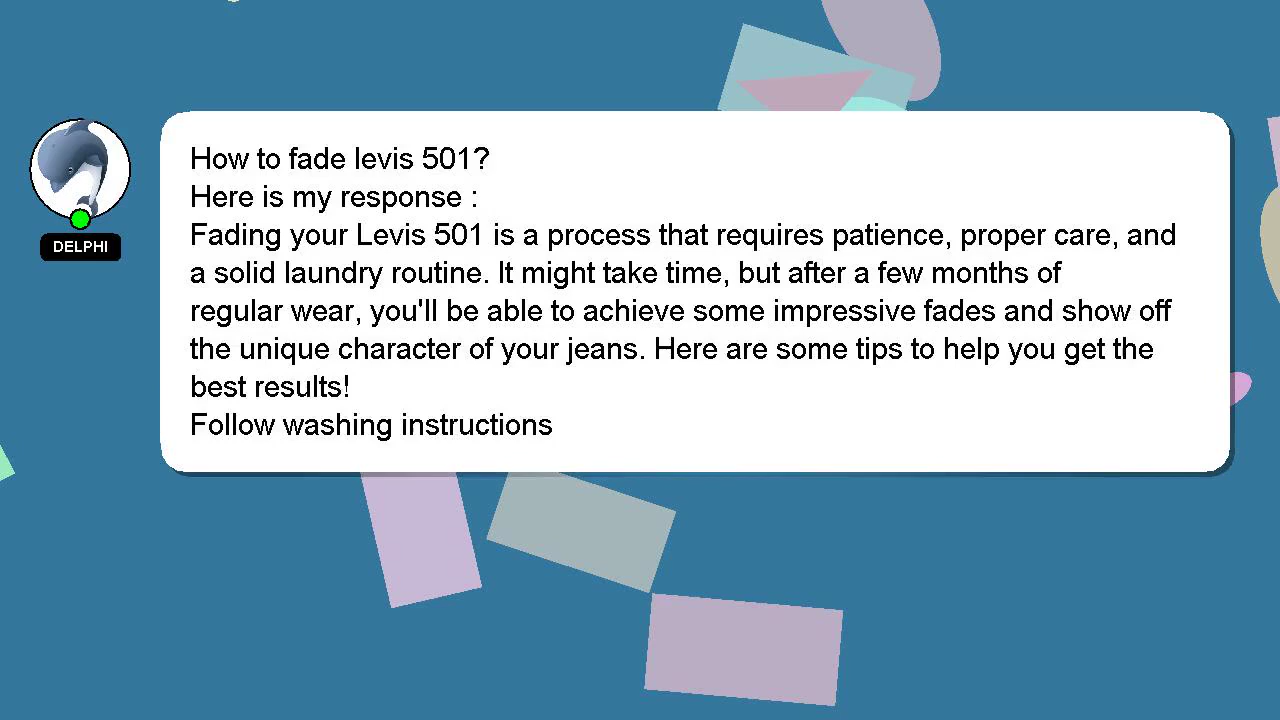 How to fade levis 501?
Here is my response :
Fading your Levis 501 is a process that requires patience, proper care, and
a solid laundry routine. It might take time, but after a few months of
regular wear, you'll be able to achieve some impressive fades and show off
the unique character of your jeans. Here are some tips to help you get the
best results!
Follow washing instructions
DELPHI